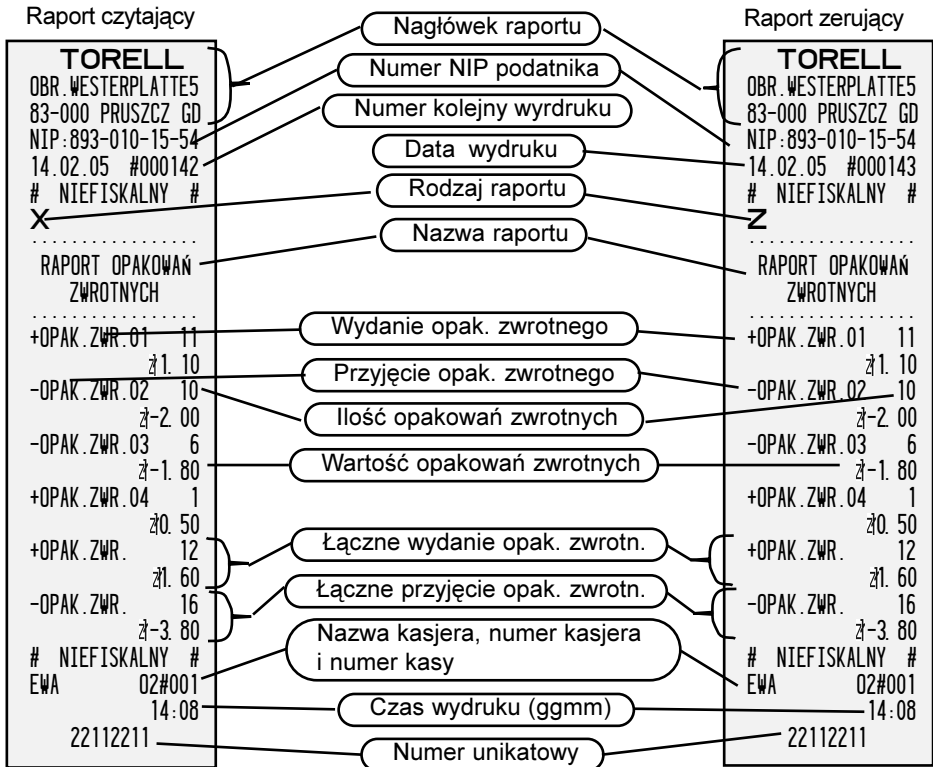 Raport czytający
TORELL
OBR.WESTERPLATTE5
83-000 PRUSZCZ GD
NIP:893-010-15-54
14.02.05 #000142
# NIEFISKALNY #
X
.................
RAPORT OPAKOWAŃ
ZWROTNYCH
.................
+OPAK.ZWR.01 11
zł1.10
-OPAK.ZWR.02 10
zł-2.00
-OPAK.ZWR.03 6
zł-1.80
+OPAK.ZWR.04 1
zł0.50
+OPAK.ZWR. 12
zł1.60
-OPAK.ZWR. 16
zł-3.80
# NIEFISKALNY #
EWA 02#001
14:08
22112211
Nagłówek raportu
Numer NIP podatnika
Numer kolejny wyrdruku
Data wydruku
Rodzaj raportu
Nazwa raportu
Wydanie opak. zwrotnego
Przyjęcie opak. zwrotnego
Ilość opakowań zwrotnych
Wartość opakowań zwrotnych
Łączne wydanie opak. zwrotn.
Łączne przyjęcie opak. zwrotn.
Nazwa kasjera, numer kasjera
i numer kasy
Czas wydruku (ggmm)
Numer unikatowy
Raport zerujący
TORELL
OBR.WESTERPLATTE5
83-000 PRUSZCZ GD
NIP:893-010-15-54
14.02.05 #000143
# NIEFISKALNY #
Z
.................
RAPORT OPAKOWAŃ
ZWROTNYCH
.................
+OPAK.ZWR.01 11
zł1.10
-OPAK.ZWR.02 10
zł-2.00
-OPAK.ZWR.03 6
zł-1.80
+OPAK.ZWR.04 1
zł0.50
+OPAK.ZWR. 12
zł1.60
-OPAK.ZWR. 16
zł-3.80
# NIEFISKALNY #
EWA 02#001
14:08
22112211